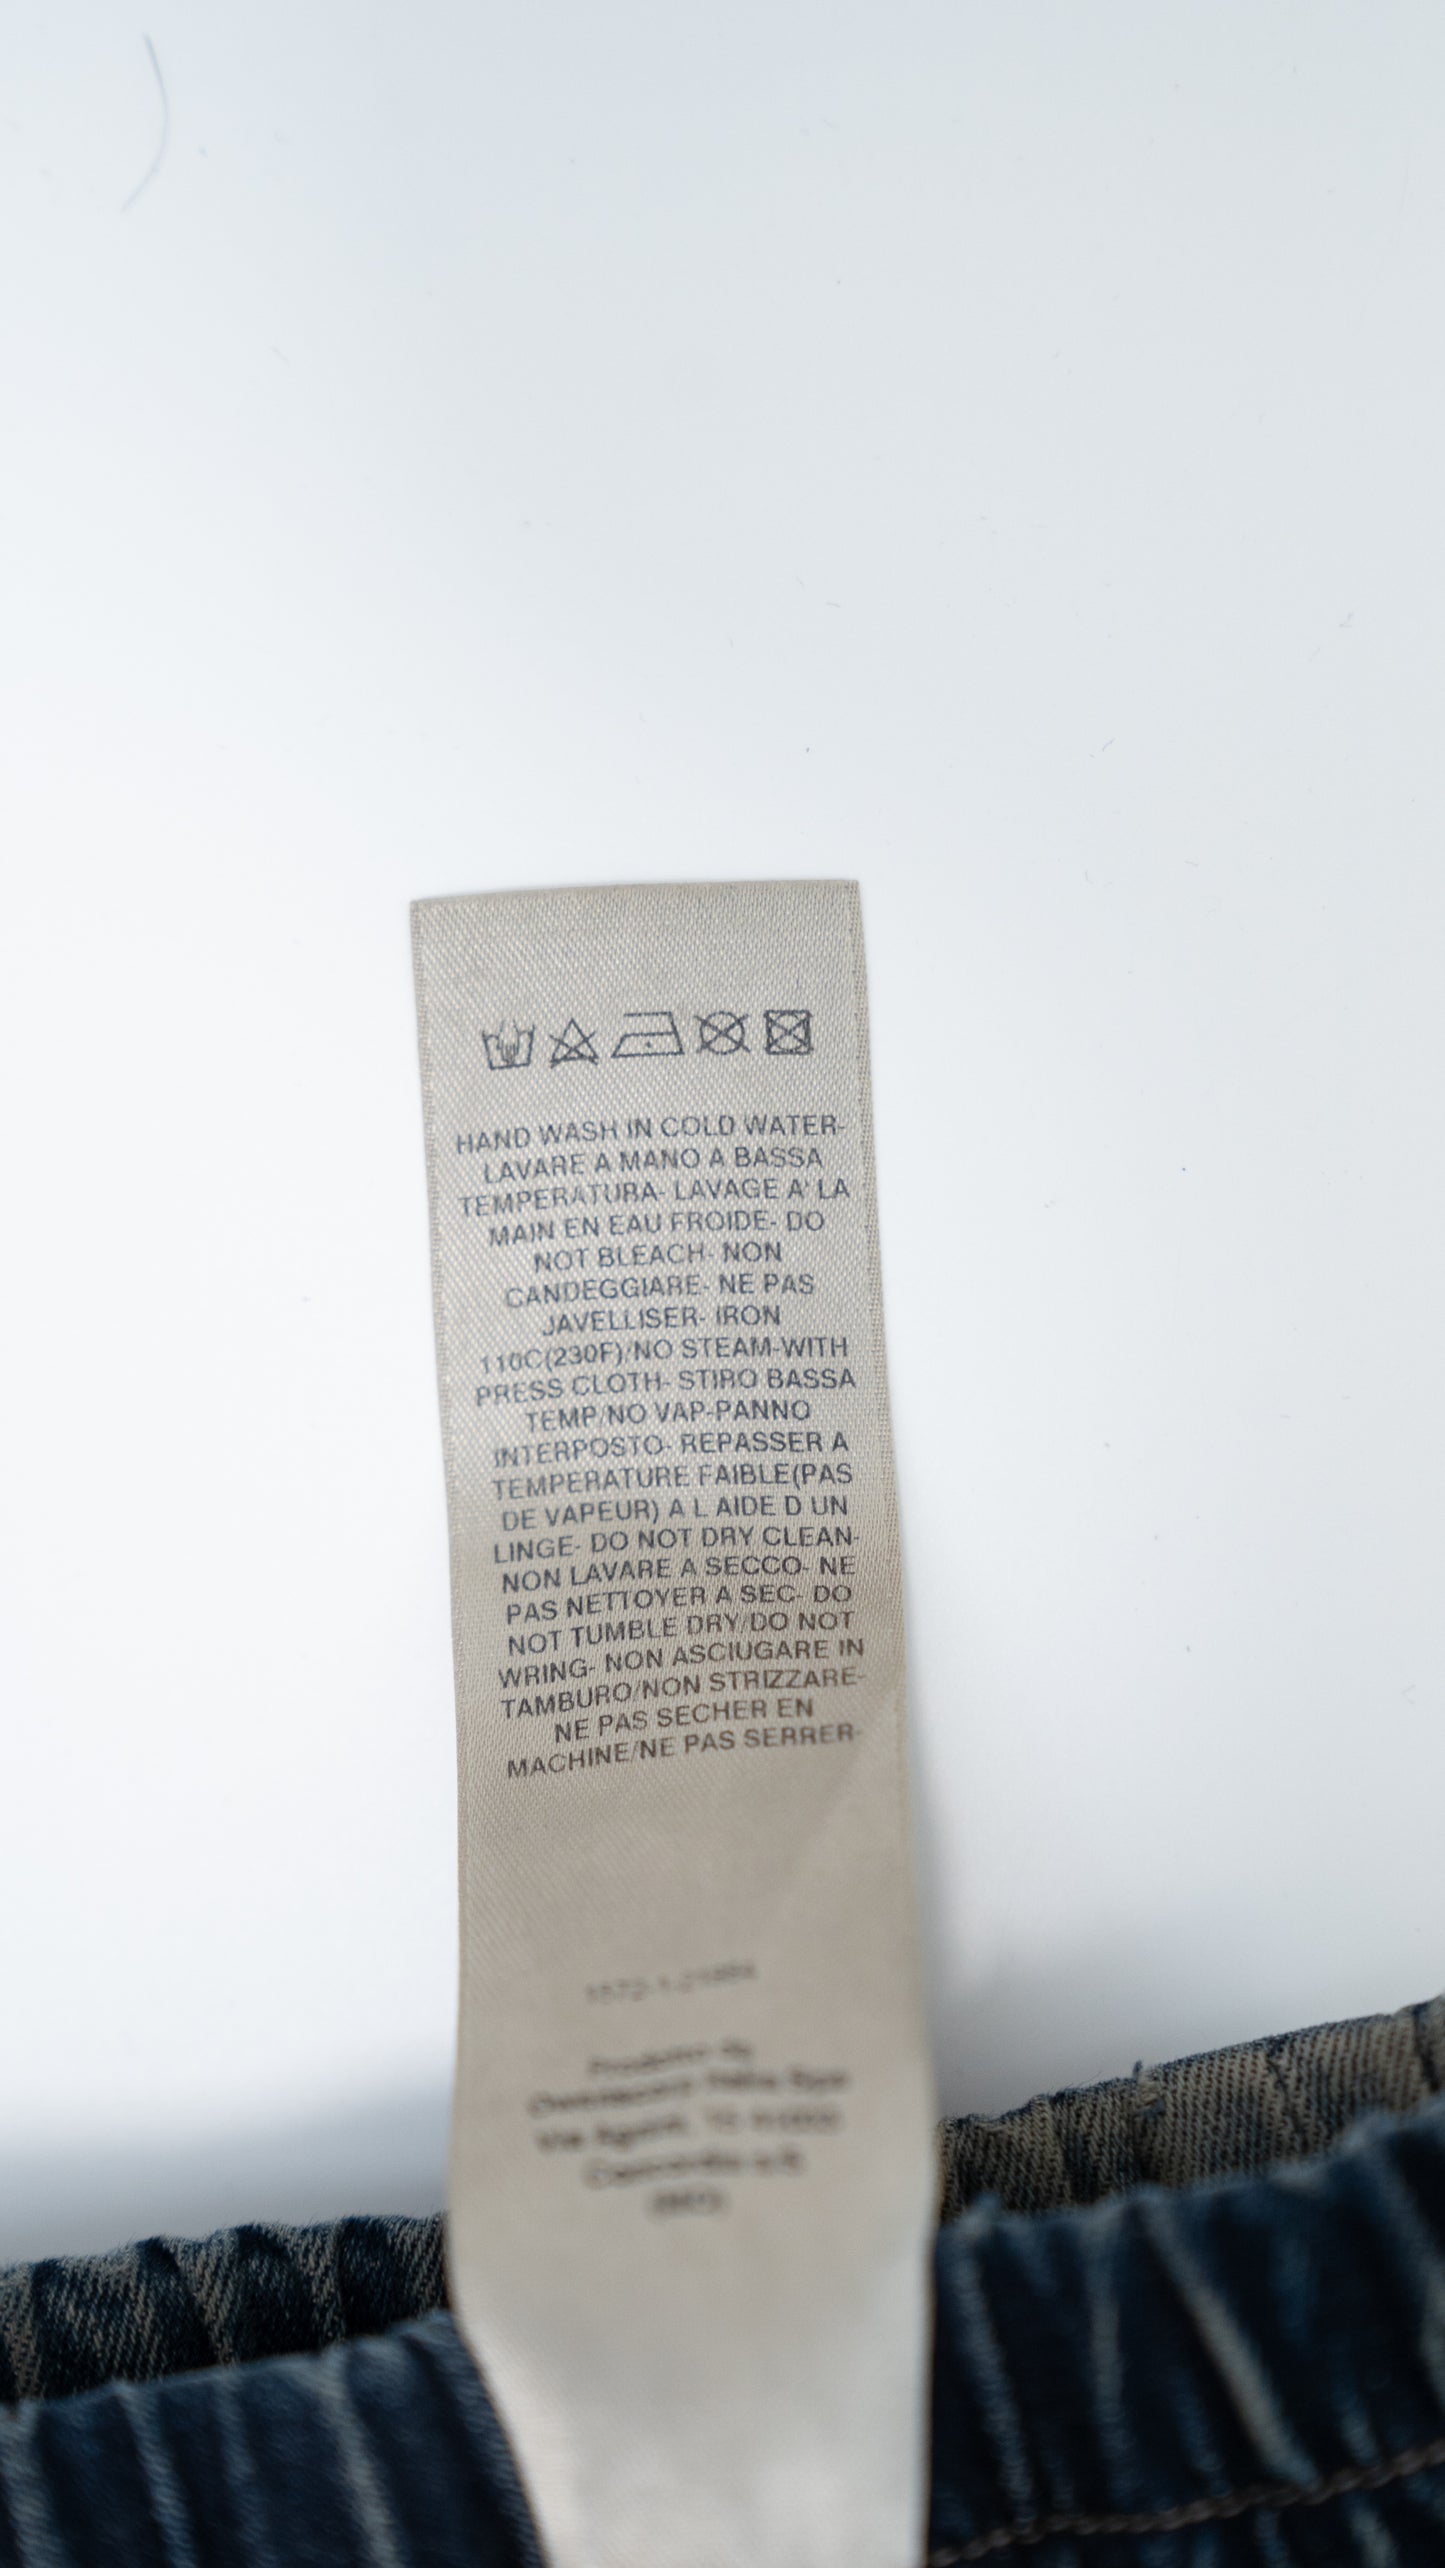 HAND WASH IN COLD WATER-
LAVARE A MANO A BASSA
TEMPERATURA- LAVAGE A' LA
MAIN EN EAU FROIDE- DO
NOT BLEACH- NON
CANDEGGIARE- NE PAS
JAVELLISER- IRON
110C(230F)/NO STEAM-WITH
PRESS CLOTH- STIRO BASSA
TEMP/NO VAP-PANNO
INTERPOSTO- REPASSER A
TEMPERATURE FAIBLE(PAS
DE VAPEUR) A L AIDE D UN
LINGE- DO NOT DRY CLEAN-
NON LAVARE A SECCO- NE
PAS NETTOYER A SEC- DO
NOT TUMBLE DRY/DO NOT
WRING- NON ASCIUGARE IN
TAMBURO/NON STRIZZARE-
NE PAS SECHER EN
MACHINE/NE PAS SERRER-
Via Agenti,
Concordia s/S
(MO)